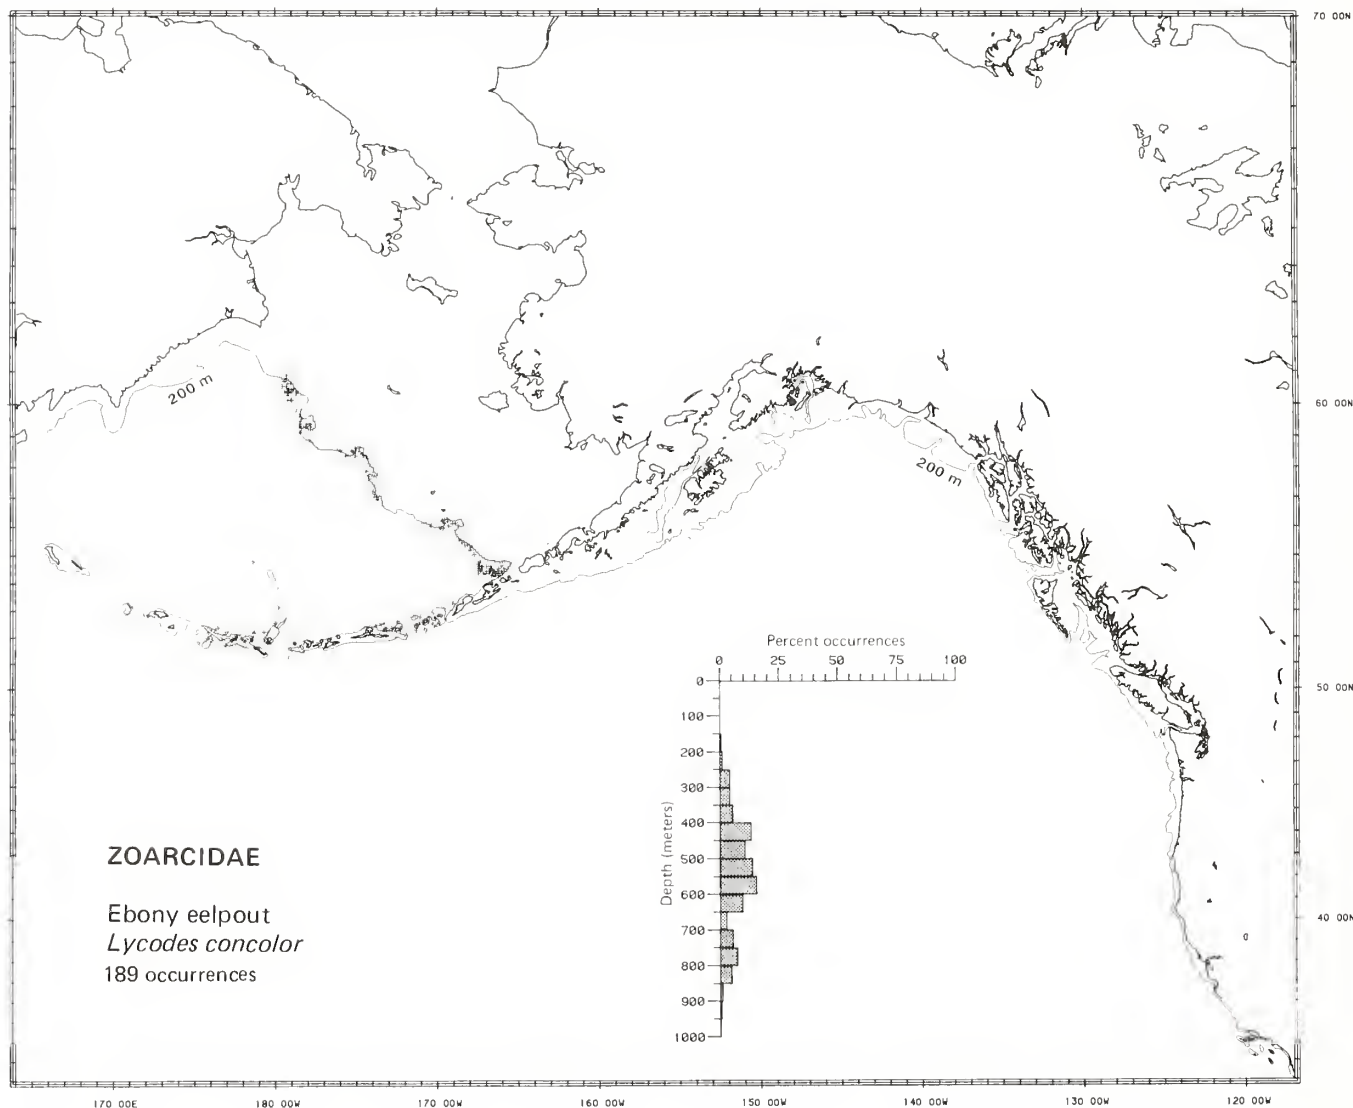 70 00N
200 m
60 00N
200 m
Percent occurrences
0 25 50 75 100
0
100
200
300
400
500
600
700
800
900
1000
Depth (meters)
50 00N
40 00N
ZOARCIDAE
Ebony eelpout
Lycodes concolor
189 occurrences
170 00E 180 00W 170 00W 160 00W 150 00W 140 00W 130 00W 120 00W